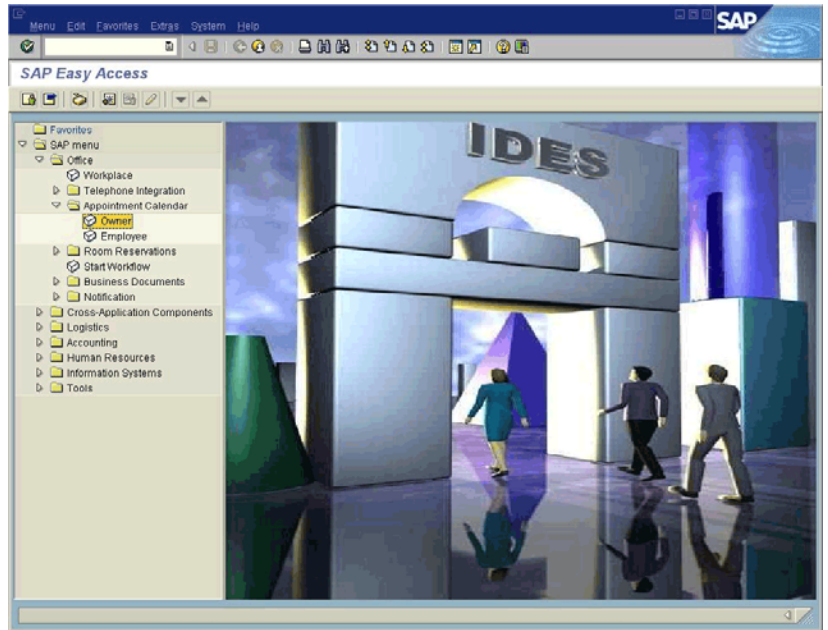 Menu Edit Favorites Extras System Help
SAP
SAP Easy Access
Favorites
SAP menu
Office
Workplace
Telephone Integration
Appointment Calendar
Owner
Employee
Room Reservations
Start Workflow
Business Documents
Notification
Cross-Application Components
Logistics
Accounting
Human Resources
Information Systems
Tools
IDES